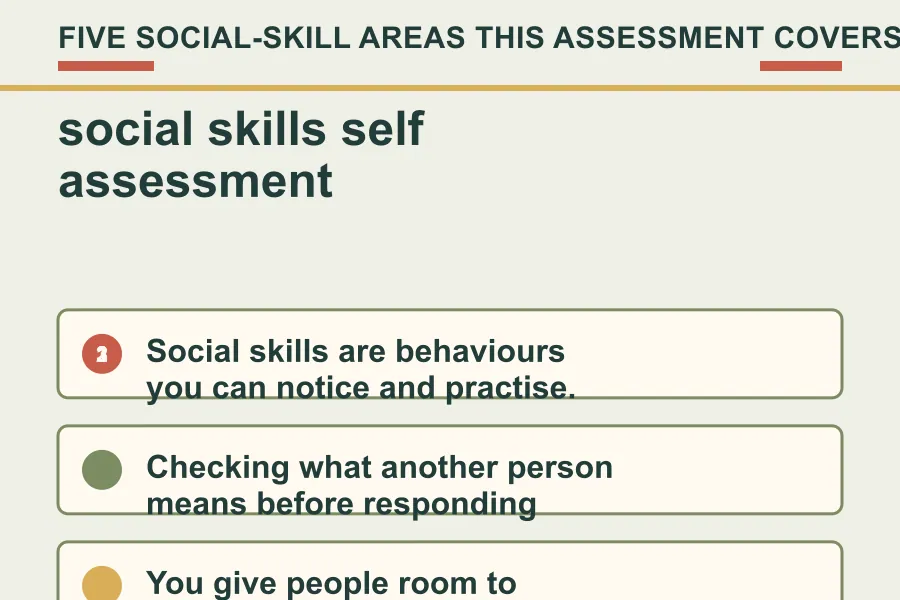 FIVE SOCIAL-SKILL AREAS THIS ASSESSMENT COVERS
social skills self
assessment
Social skills are behaviours
you can notice and practise.
Checking what another person
means before responding
You give people room to